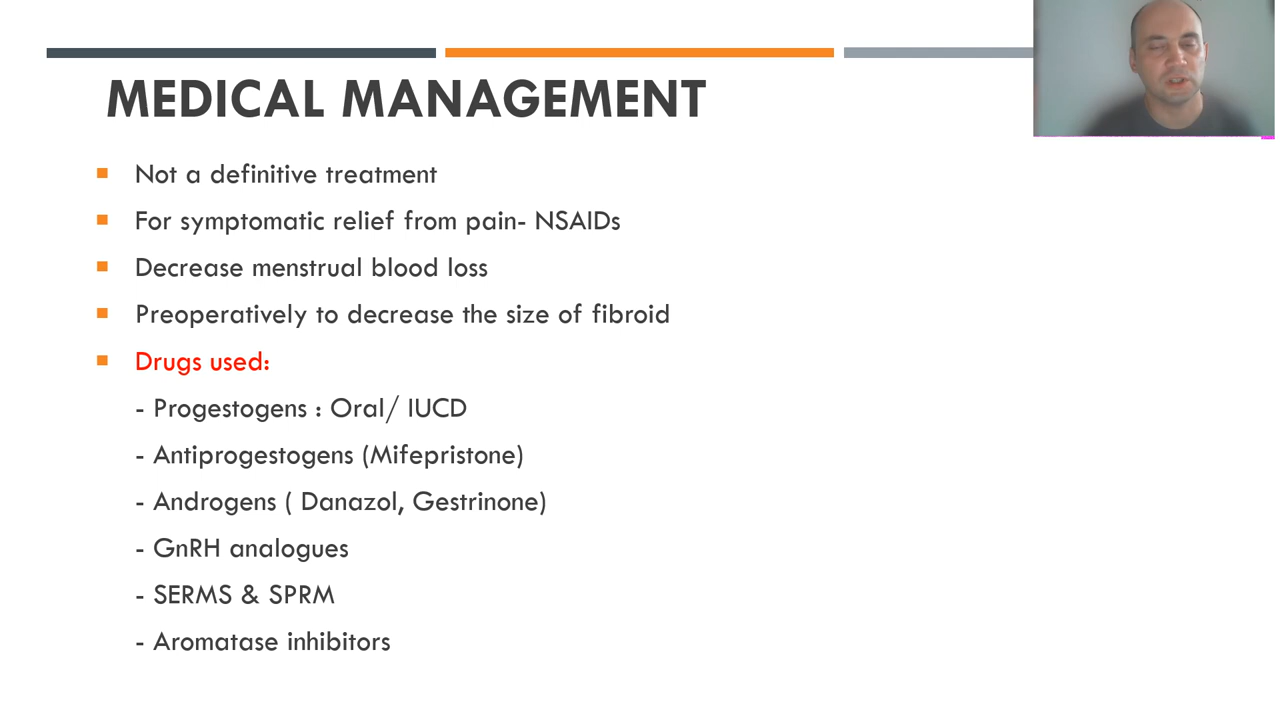 MEDICAL MANAGEMENT
Not a definitive treatment
For symptomatic relief from pain- NSAIDs
Decrease menstrual blood loss
Preoperatively to decrease the size of fibroid
Drugs used:
- Progestogens : Oral/ IUCD
- Antiprogestogens (Mifepristone)
- Androgens ( Danazol, Gestrinone)
- GnRH analogues
- SERMS & SPRM
- Aromatase inhibitors